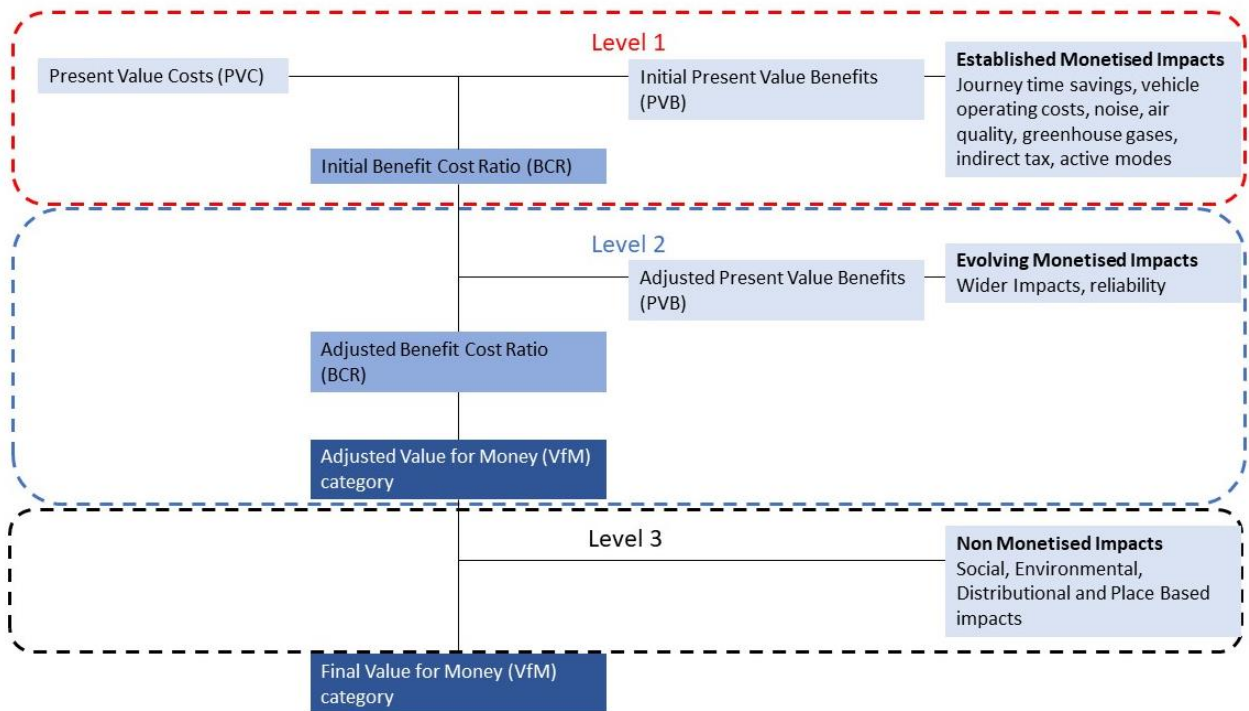 Level 1
Present Value Costs (PVC)
Initial Present Value Benefits
(PVB)
Established Monetised Impacts
Journey time savings, vehicle
operating costs, noise, air
quality, greenhouse gases,
indirect tax, active modes
Initial Benefit Cost Ratio (BCR)
Level 2
Adjusted Present Value Benefits
(PVB)
Evolving Monetised Impacts
Wider Impacts, reliability
Adjusted Benefit Cost Ratio
(BCR)
Adjusted Value for Money (VfM)
category
Level 3
Non Monetised Impacts
Social, Environmental,
Distributional and Place Based
impacts
Final Value for Money (VfM)
category